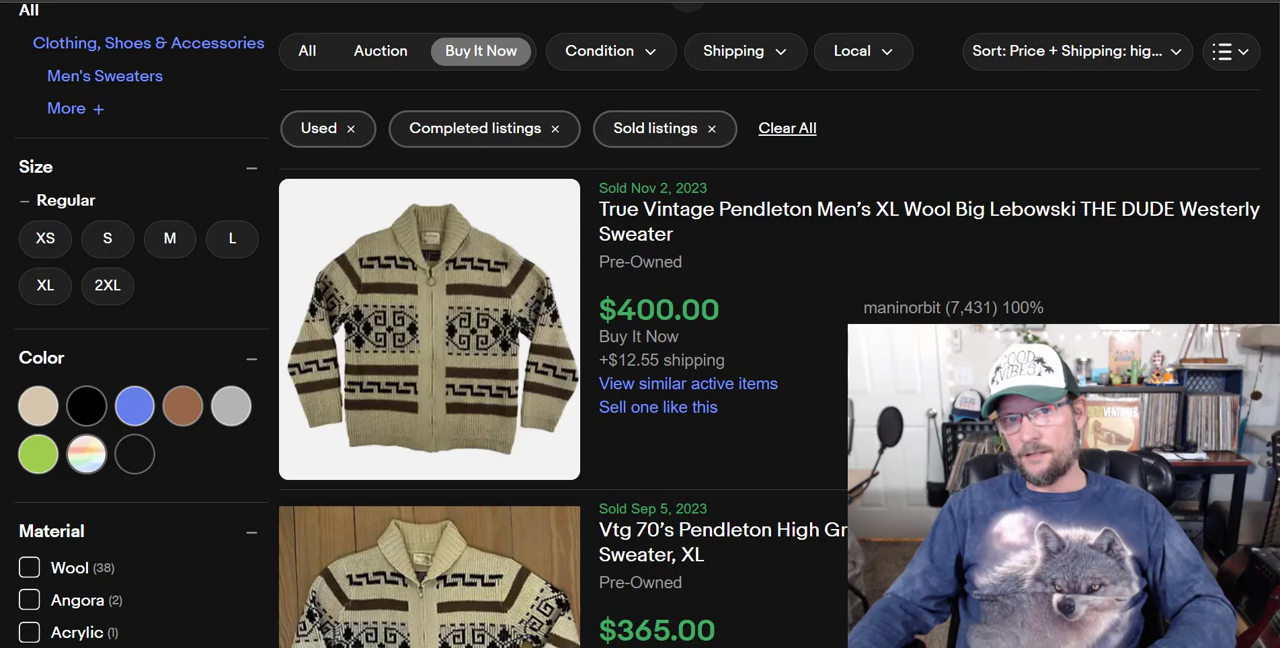 All
Clothing, Shoes & Accessories
Men's Sweaters
More +
Size
– Regular
XS S M L
XL 2XL
Color
Material
Wool (38)
Angora (2)
Acrylic (1)
All Auction Buy It Now Condition Shipping Local Sort: Price + Shipping: hig...
Used × Completed listings × Sold listings × Clear All
Sold Nov 2, 2023
True Vintage Pendleton Men’s XL Wool Big Lebowski THE DUDE Westerly
Sweater
Pre-Owned
$400.00
maninorbit (7,431) 100%
Buy It Now
+$12.55 shipping
View similar active items
Sell one like this
Sold Sep 5, 2023
Vtg 70’s Pendleton High Gr
Sweater, XL
Pre-Owned
$365.00
GOOD
VIBES